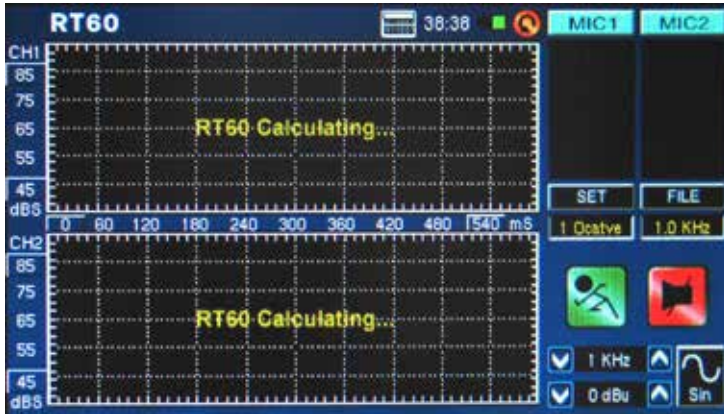 RT60 38:38 MIC1 MIC2
CH1
85
75
65
55
45
dBS
RT60 Calculating...
SET FILE
0 60 120 180 240 300 360 420 480 540 mS
1 Ocatve 1.0 KHz
CH2
85
75
65
55
45
dBS
RT60 Calculating...
1 KHz
0 dBu
Sin